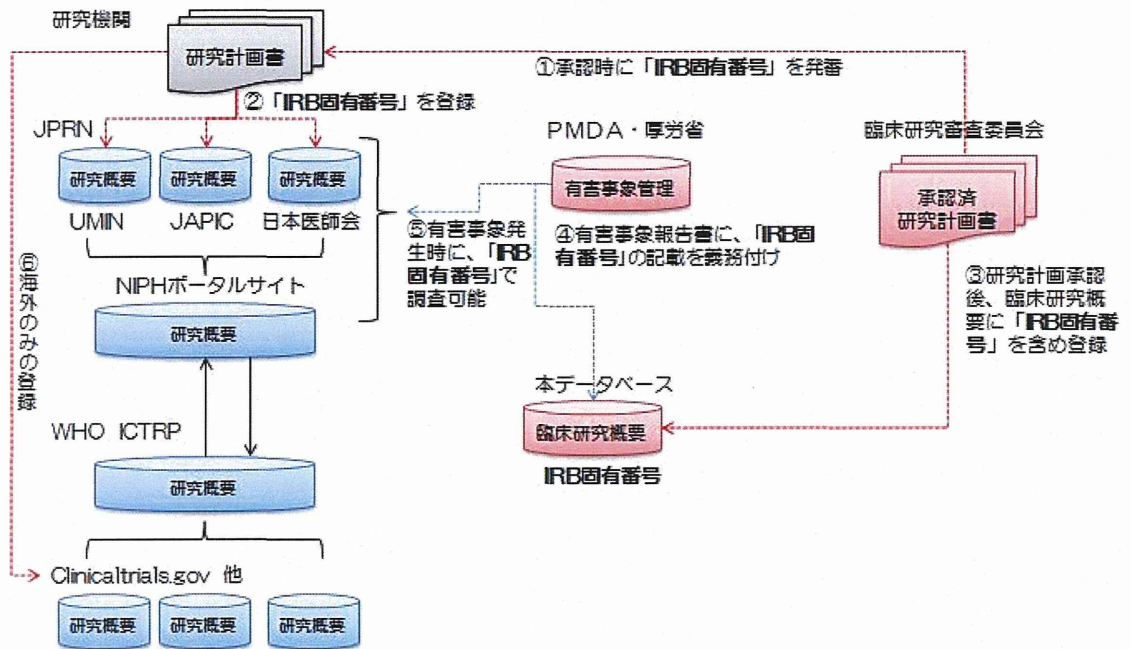 研究機関
研究計画書
①承認時に「IRB固有番号」を発番
②「IRB固有番号」を登録
JPRN
研究概要
研究概要
研究概要
UMIN
JAPIC
日本医師会
NIPHポータルサイト
研究概要
PMDA・厚労省
有害事象管理
臨床研究審査委員会
承認済
研究計画書
⑤有害事象発
生時に、「IRB
固有番号」で
調査可能
④有害事象報告書に、「IRB固
有番号」の記載を義務付け
③研究計画承認
後、臨床研究概
要に「IRB固有番
号」を含め登録
⑥海外のみの登録
本データベース
臨床研究概要
IRB固有番号
WHO ICTRP
研究概要
Clinicaltrials.gov 他
研究概要
研究概要
研究概要